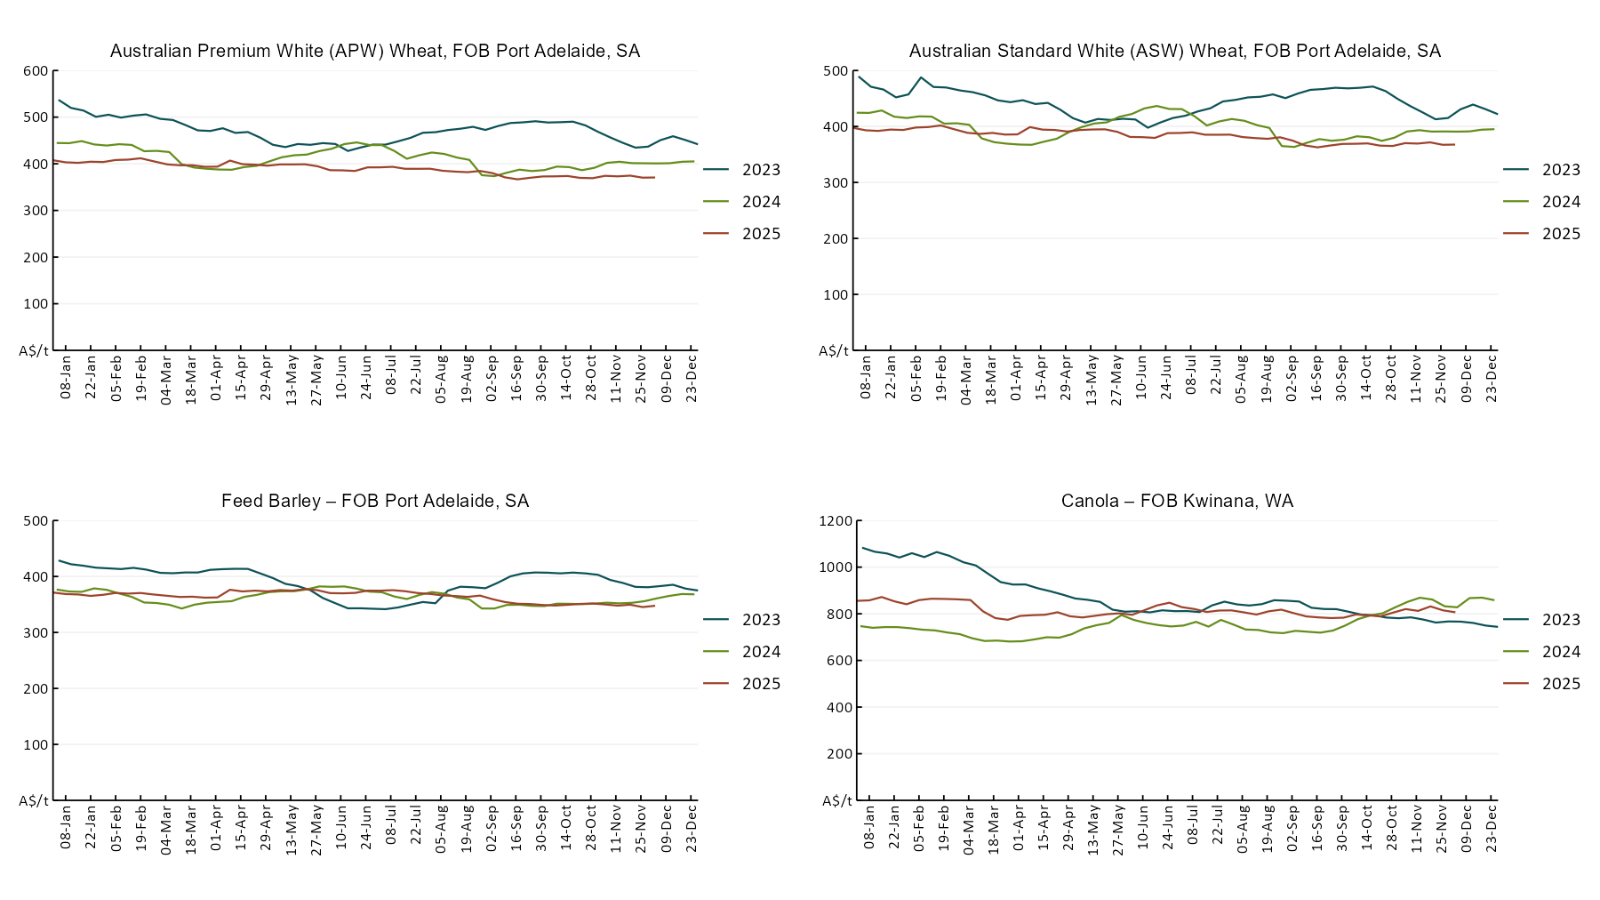 Australian Premium White (APW) Wheat, FOB Port Adelaide, SA
600
500
400
300
200
100
A$/t
08-Jan
22-Jan
05-Feb
19-Feb
04-Mar
18-Mar
01-Apr
15-Apr
29-Apr
13-May
27-May
10-Jun
24-Jun
08-Jul
22-Jul
05-Aug
19-Aug
02-Sep
16-Sep
30-Sep
14-Oct
28-Oct
11-Nov
25-Nov
09-Dec
23-Dec
2023
2024
2025
Australian Standard White (ASW) Wheat, FOB Port Adelaide, SA
500
400
300
200
100
A$/t
08-Jan
22-Jan
05-Feb
19-Feb
04-Mar
18-Mar
01-Apr
15-Apr
29-Apr
13-May
27-May
10-Jun
24-Jun
08-Jul
22-Jul
05-Aug
19-Aug
02-Sep
16-Sep
30-Sep
14-Oct
28-Oct
11-Nov
25-Nov
09-Dec
23-Dec
2023
2024
2025
Feed Barley – FOB Port Adelaide, SA
500
400
300
200
100
A$/t
08-Jan
22-Jan
05-Feb
19-Feb
04-Mar
18-Mar
01-Apr
15-Apr
29-Apr
13-May
27-May
10-Jun
24-Jun
08-Jul
22-Jul
05-Aug
19-Aug
02-Sep
16-Sep
30-Sep
14-Oct
28-Oct
11-Nov
25-Nov
09-Dec
23-Dec
2023
2024
2025
Canola – FOB Kwinana, WA
1200
1000
800
600
400
200
A$/t
08-Jan
22-Jan
05-Feb
19-Feb
04-Mar
18-Mar
01-Apr
15-Apr
29-Apr
13-May
27-May
10-Jun
24-Jun
08-Jul
22-Jul
05-Aug
19-Aug
02-Sep
16-Sep
30-Sep
14-Oct
28-Oct
11-Nov
25-Nov
09-Dec
23-Dec
2023
2024
2025